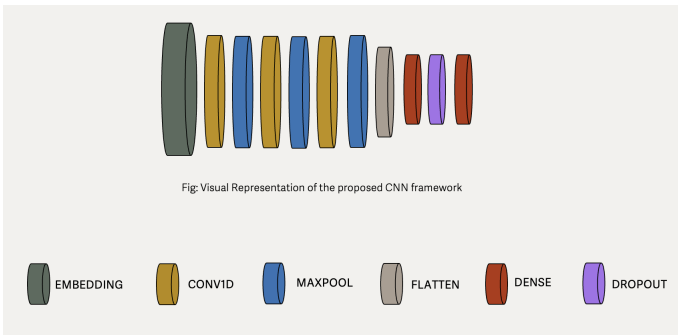 Fig: Visual Representation of the proposed CNN framework
EMBEDDING
CONV1D
MAXPOOL
FLATTEN
DENSE
DROPOUT